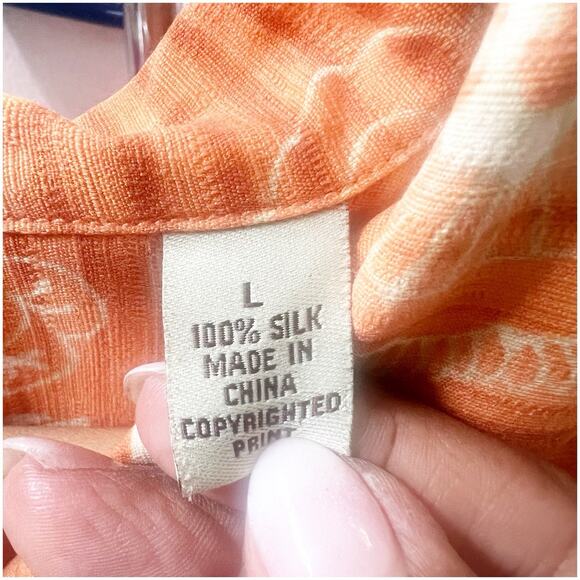 L
100% SILK
MADE IN
CHINA
COPYRIGHTED
PRINT